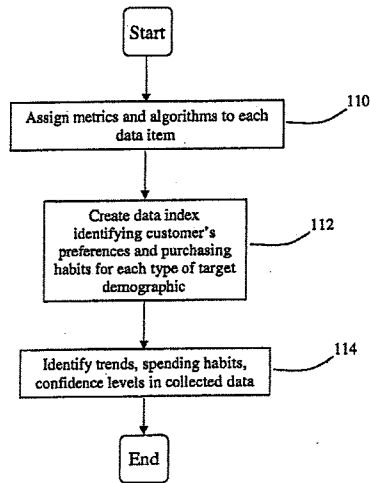 Start
Assign metrics and algorithms to each
data item
110
Create data index
identifying customer's
preferences and purchasing
habits for each type of target
demographic
112
Identify trends, spending habits,
confidence levels in collected data
114
End